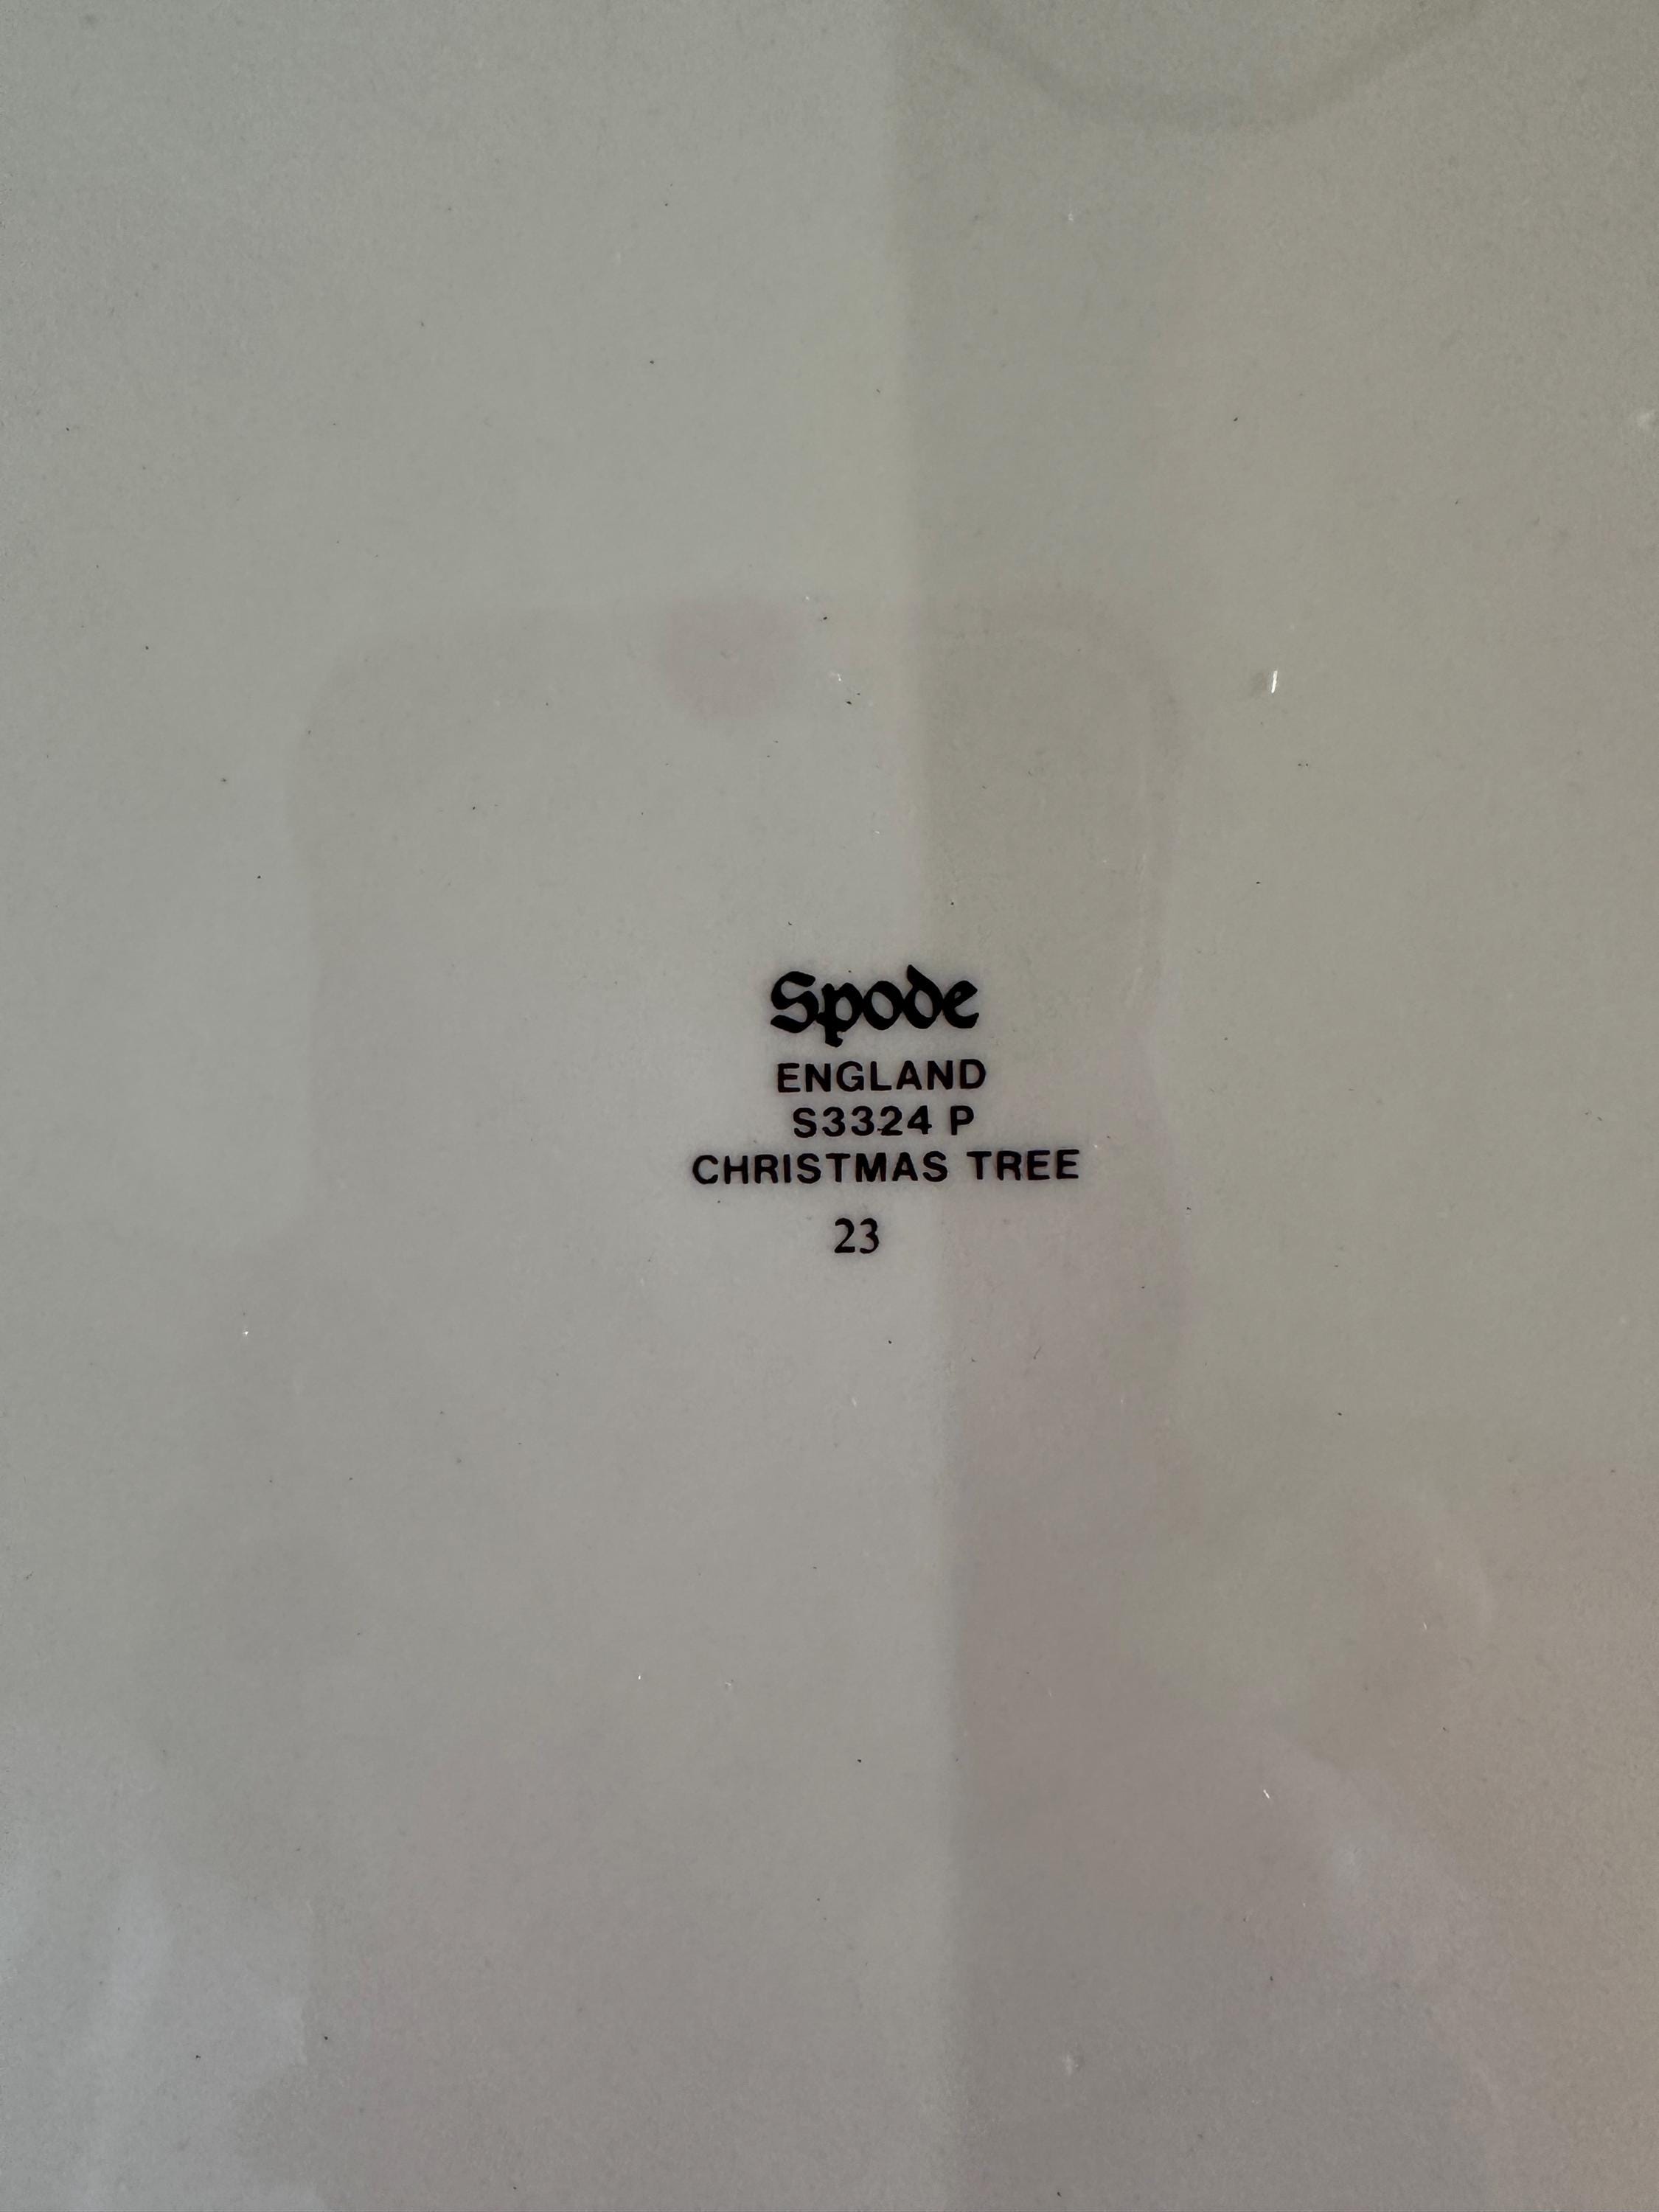 Spode
ENGLAND
S3324 P
CHRISTMAS TREE
23